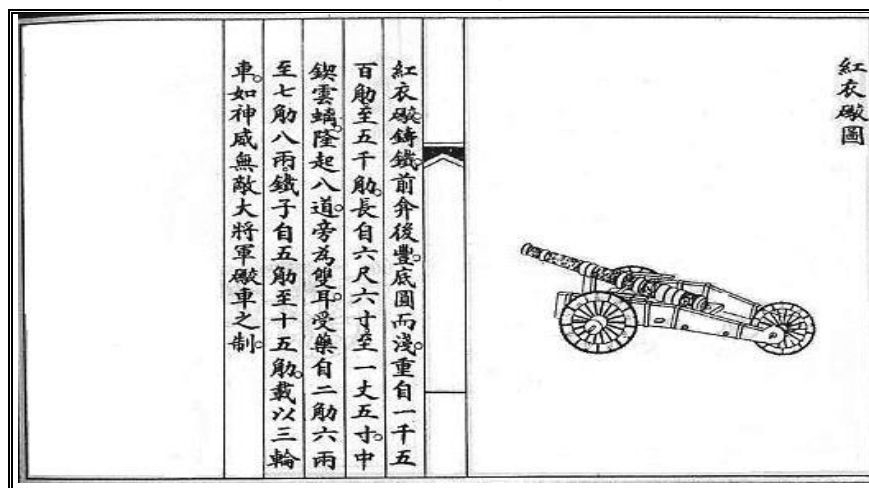 紅衣礮圖
紅衣礮。鑄鐵。前弇後豐。底圜而淺。重自一千五
百觔至五千觔。長自六尺六寸至一丈五寸。中
鍥雲螭。隆起八道。旁為雙耳。受藥自二觔六兩
至七觔八兩。鐵子自五觔至十五觔。載以三輪
車。如神威無敵大將軍礮車之制。